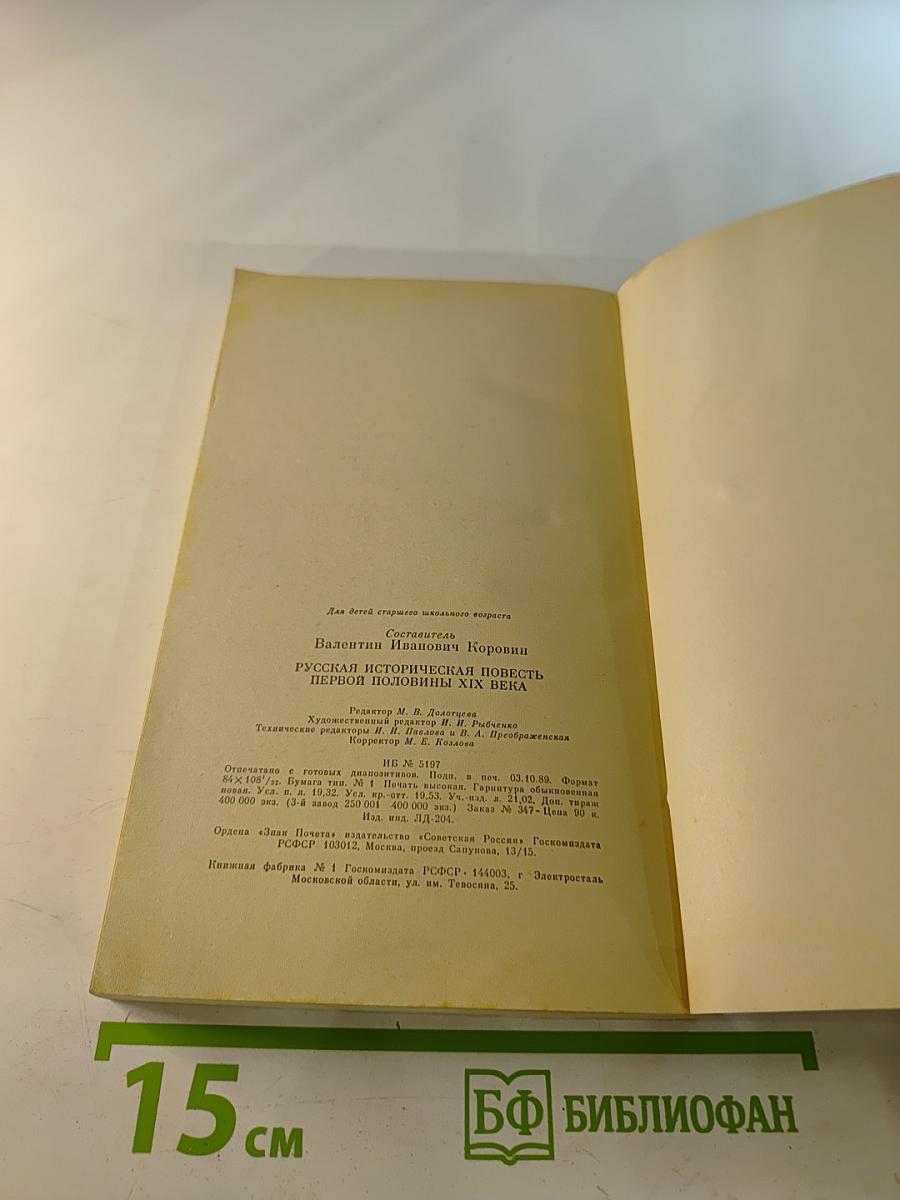 Для детей старшего школьного возраста
Составитель
Валентин Иванович Коровин
РУССКАЯ ИСТОРИЧЕСКАЯ ПОВЕСТЬ
ПЕРВОЙ ПОЛОВИНЫ XIX ВЕКА
Редактор М. В. Долотцева
Художественный редактор И. И. Рыбченко
Технические редакторы И. И. Павлова и В. А. Преображенская
Корректор М. Е. Козлова
ИБ № 5197
Отпечатано с готовых диапозитивов. Подп. в печ. 03.10.89. Формат
84×108¹/₃₂. Бумага тип. № 1 Печать высокая. Гарнитура обыкновенная
новая. Усл. п. л. 19,32. Усл. кр.-отт. 19,53. Уч.-изд. л. 21,02. Доп. тираж
400 000 экз. (3-й завод 250 001 400 000 экз.) Заказ № 347- Цена 90 к.
Изд. инд. ЛД-204.
Ордена «Знак Почета» издательство «Советская Россия» Госкомиздата
РСФСР 103012, Москва, проезд Сапунова, 13/15.
Книжная фабрика № 1 Госкомиздата РСФСР. 144003, г Электросталь
Московской области, ул. им. Тевосяна, 25.
15 см
БФ БИБЛИОФАН